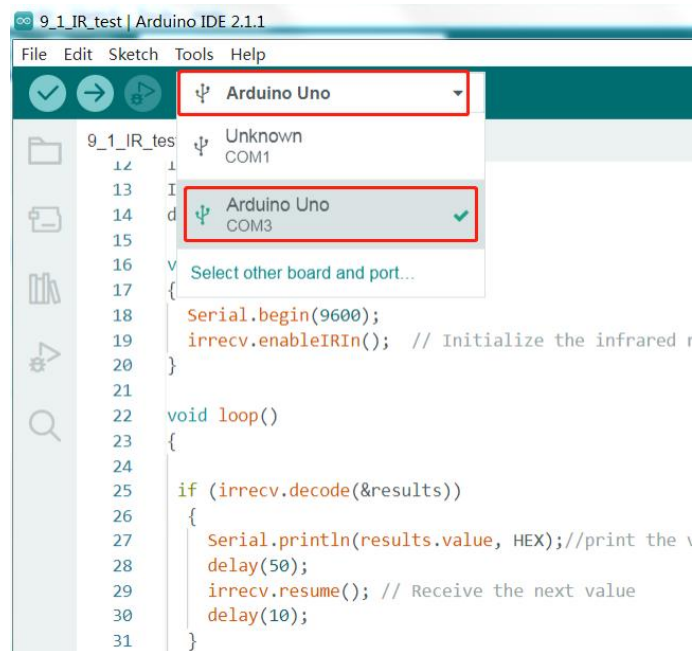 9_1_IR_test | Arduino IDE 2.1.1
File Edit Sketch Tools Help
Arduino Uno
9_1_IR_tes
Unknown
COM1
Arduino Uno
COM3
Select other board and port...
12
13 I
14 d
15
16 v
17 {
18 Serial.begin(9600);
19 irrecv.enableIRIn(); // Initialize the infrared r
20 }
21
22 void loop()
23 {
24
25 if (irrecv.decode(&results))
26 {
27 Serial.println(results.value, HEX);//print the v
28 delay(50);
29 irrecv.resume(); // Receive the next value
30 delay(10);
31 }